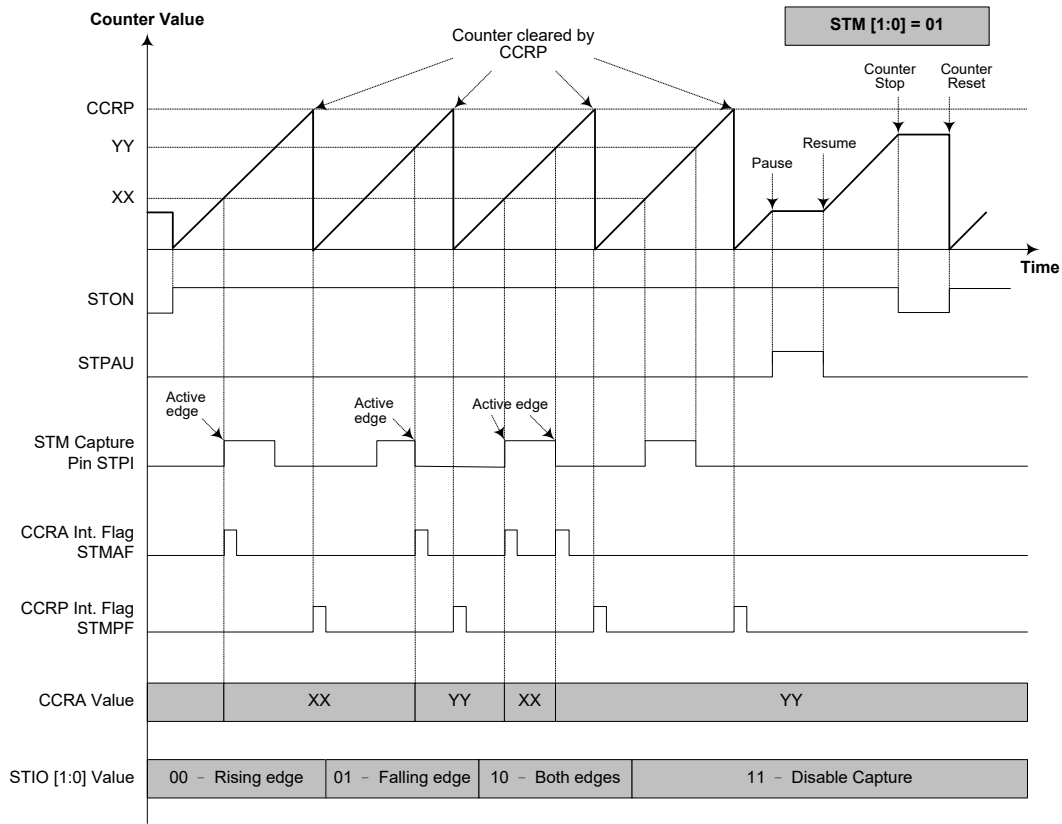 Counter Value
STM [1:0] = 01
Counter cleared by
CCRP
Counter
Stop
Counter
Reset
CCRP
YY
Resume
Pause
XX
Time
STON
STPAU
Active
edge
Active
edge
Active edge
STM Capture
Pin STPI
CCRA Int. Flag
STMAF
CCRP Int. Flag
STMPF
CCRA Value
XX
YY
XX
YY
STIO [1:0] Value
00 – Rising edge
01 – Falling edge
10 – Both edges
11 – Disable Capture